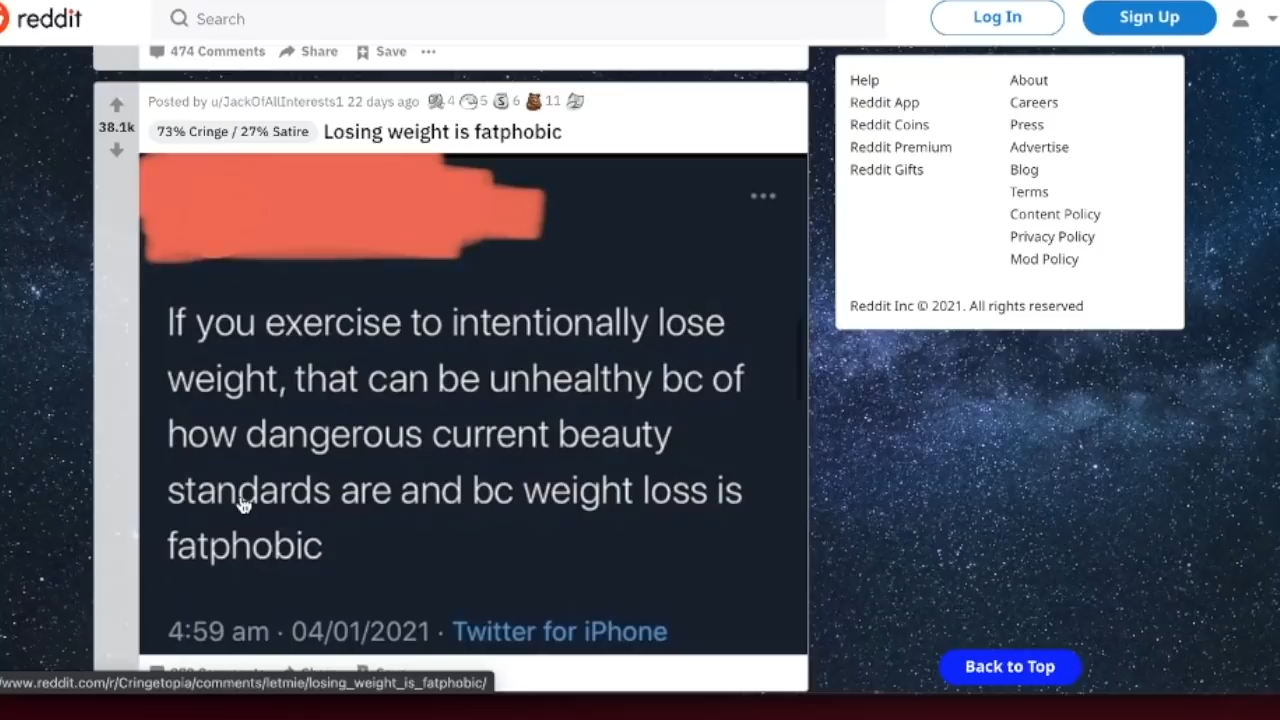 reddit
Search
Log In
Sign Up
474 Comments Share Save
Posted by u/JackOfAllInterests1 22 days ago 4 5 S 6 11
38.1k
73% Cringe / 27% Satire Losing weight is fatphobic
If you exercise to intentionally lose
weight, that can be unhealthy bc of
how dangerous current beauty
standards are and bc weight loss is
fatphobic
4:59 am · 04/01/2021 · Twitter for iPhone
/www.reddit.com/r/Cringetopia/comments/letmie/losing_weight_is_fatphobic/
Help
Reddit App
Reddit Coins
Reddit Premium
Reddit Gifts
About
Careers
Press
Advertise
Blog
Terms
Content Policy
Privacy Policy
Mod Policy
Reddit Inc © 2021. All rights reserved
Back to Top